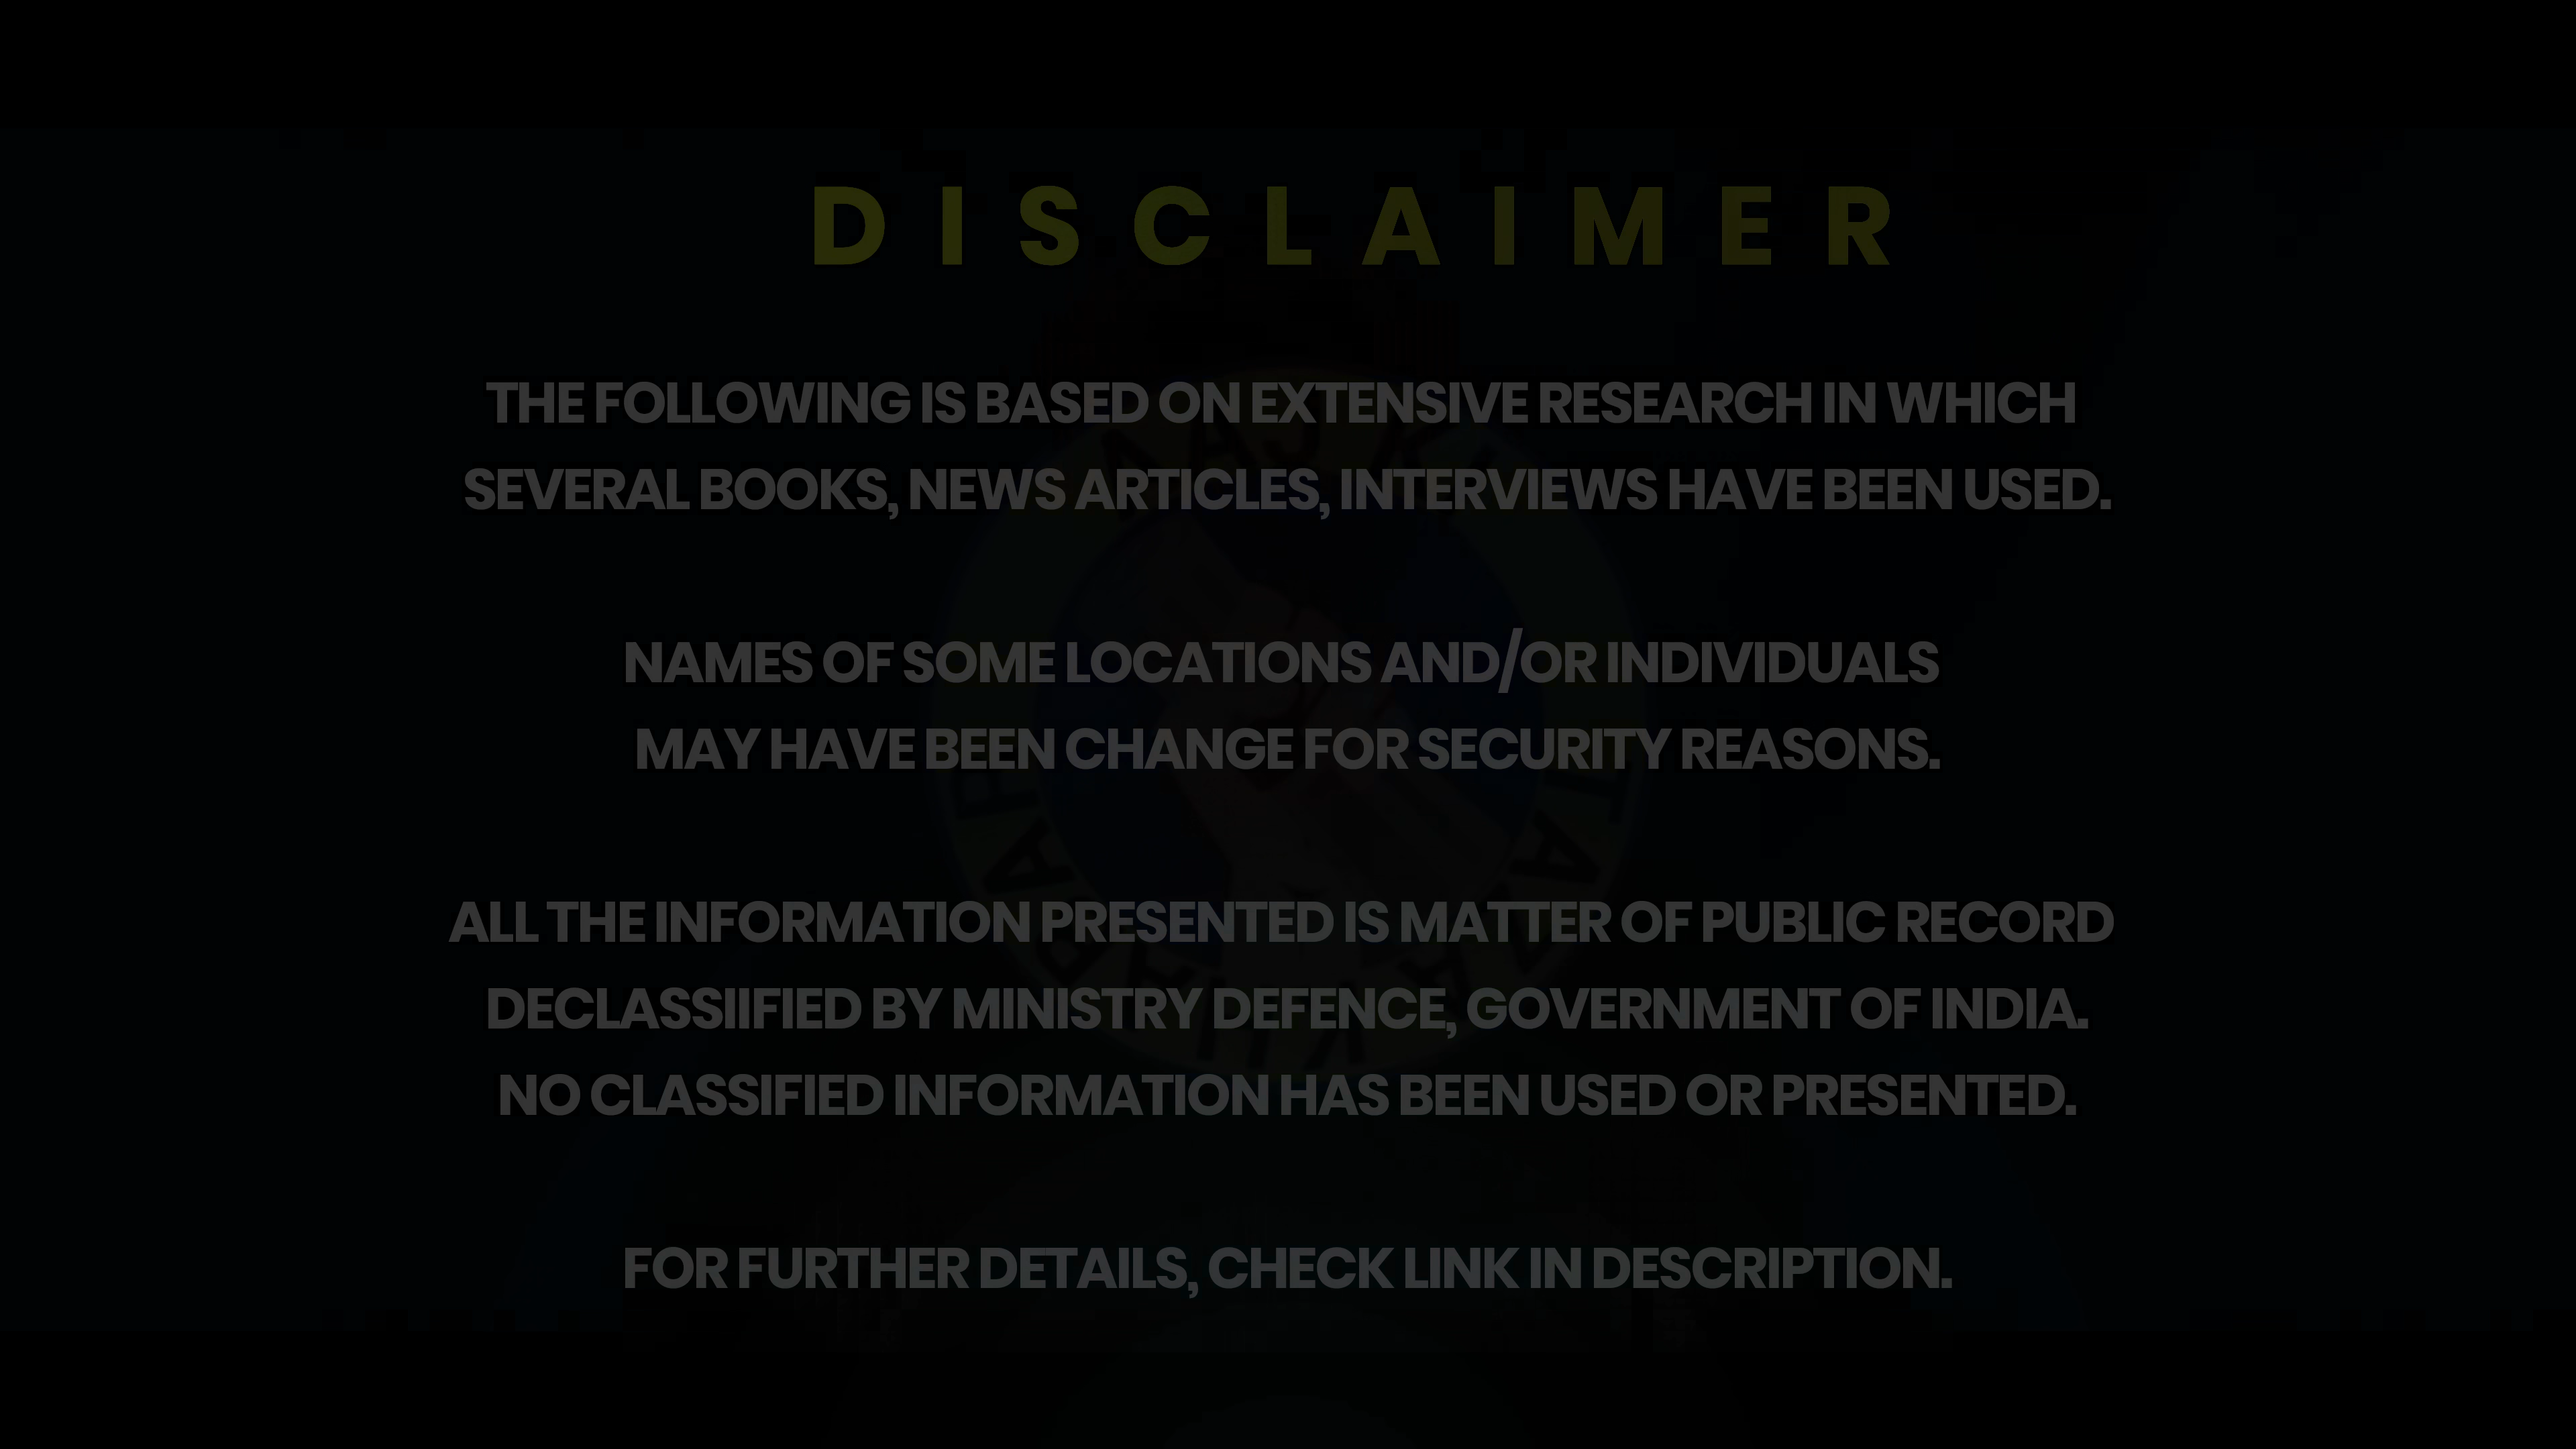 DISCLAIMER
THE FOLLOWING IS BASED ON EXTENSIVE RESEARCH IN WHICH
SEVERAL BOOKS, NEWS ARTICLES, INTERVIEWS HAVE BEEN USED.
NAMES OF SOME LOCATIONS AND/OR INDIVIDUALS
MAY HAVE BEEN CHANGE FOR SECURITY REASONS.
ALL THE INFORMATION PRESENTED IS MATTER OF PUBLIC RECORD
DECLASSIIFIED BY MINISTRY DEFENCE, GOVERNMENT OF INDIA.
NO CLASSIFIED INFORMATION HAS BEEN USED OR PRESENTED.
FOR FURTHER DETAILS, CHECK LINK IN DESCRIPTION.